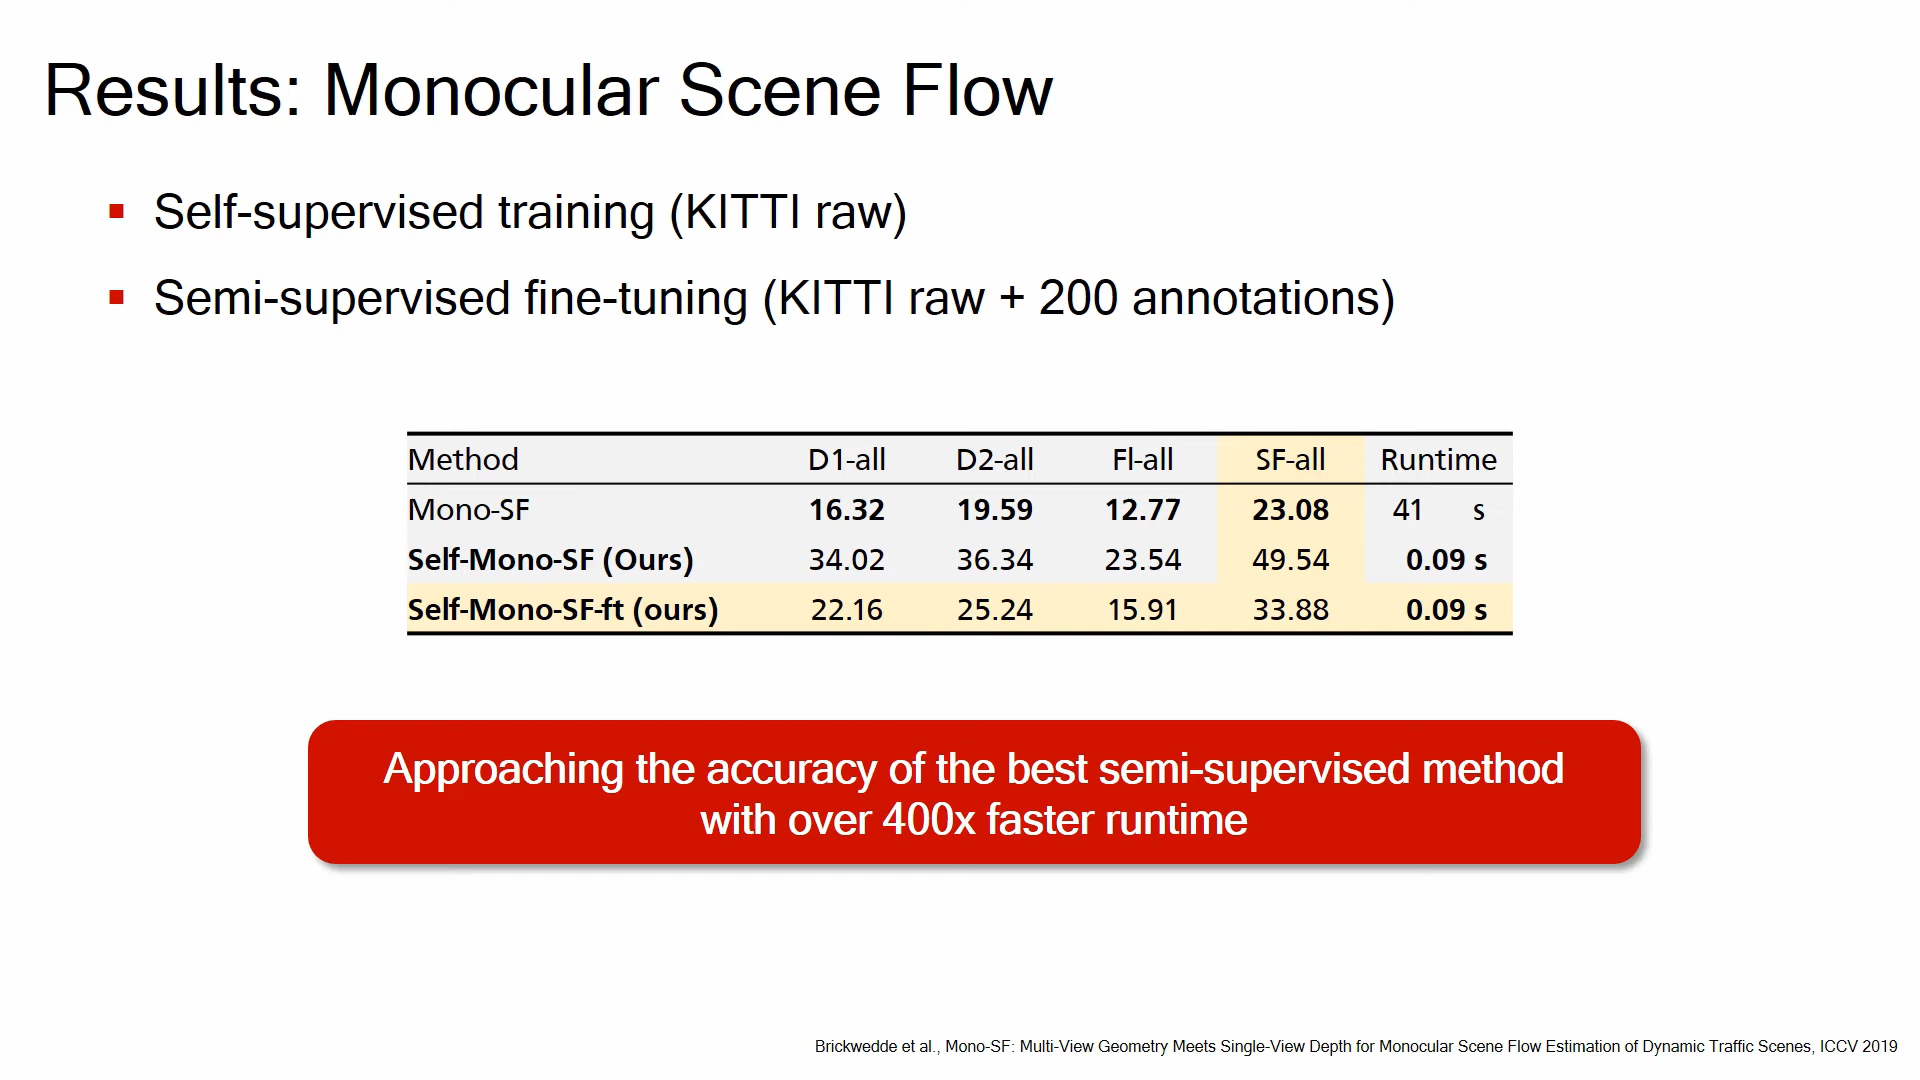 Results: Monocular Scene Flow
▪ Self-supervised training (KITTI raw)
▪ Semi-supervised fine-tuning (KITTI raw + 200 annotations)
Method D1-all D2-all Fl-all SF-all Runtime
Mono-SF 16.32 19.59 12.77 23.08 41 s
Self-Mono-SF (Ours) 34.02 36.34 23.54 49.54 0.09 s
Self-Mono-SF-ft (ours) 22.16 25.24 15.91 33.88 0.09 s
Approaching the accuracy of the best semi-supervised method
with over 400x faster runtime
Brickwedde et al., Mono-SF: Multi-View Geometry Meets Single-View Depth for Monocular Scene Flow Estimation of Dynamic Traffic Scenes, ICCV 2019